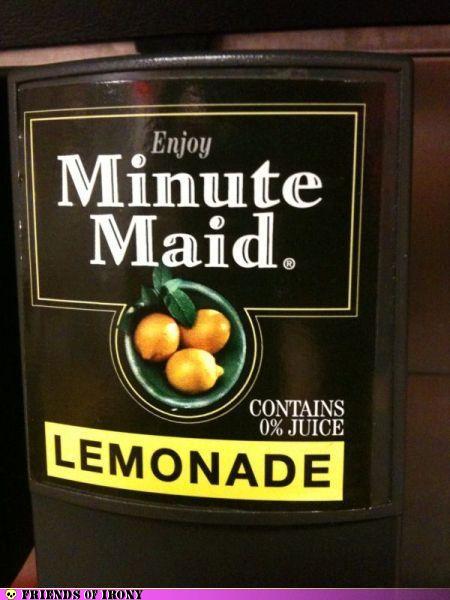 Enjoy
Minute
Maid®
CONTAINS
0% JUICE
LEMONADE
FRIENDS OF IRONY